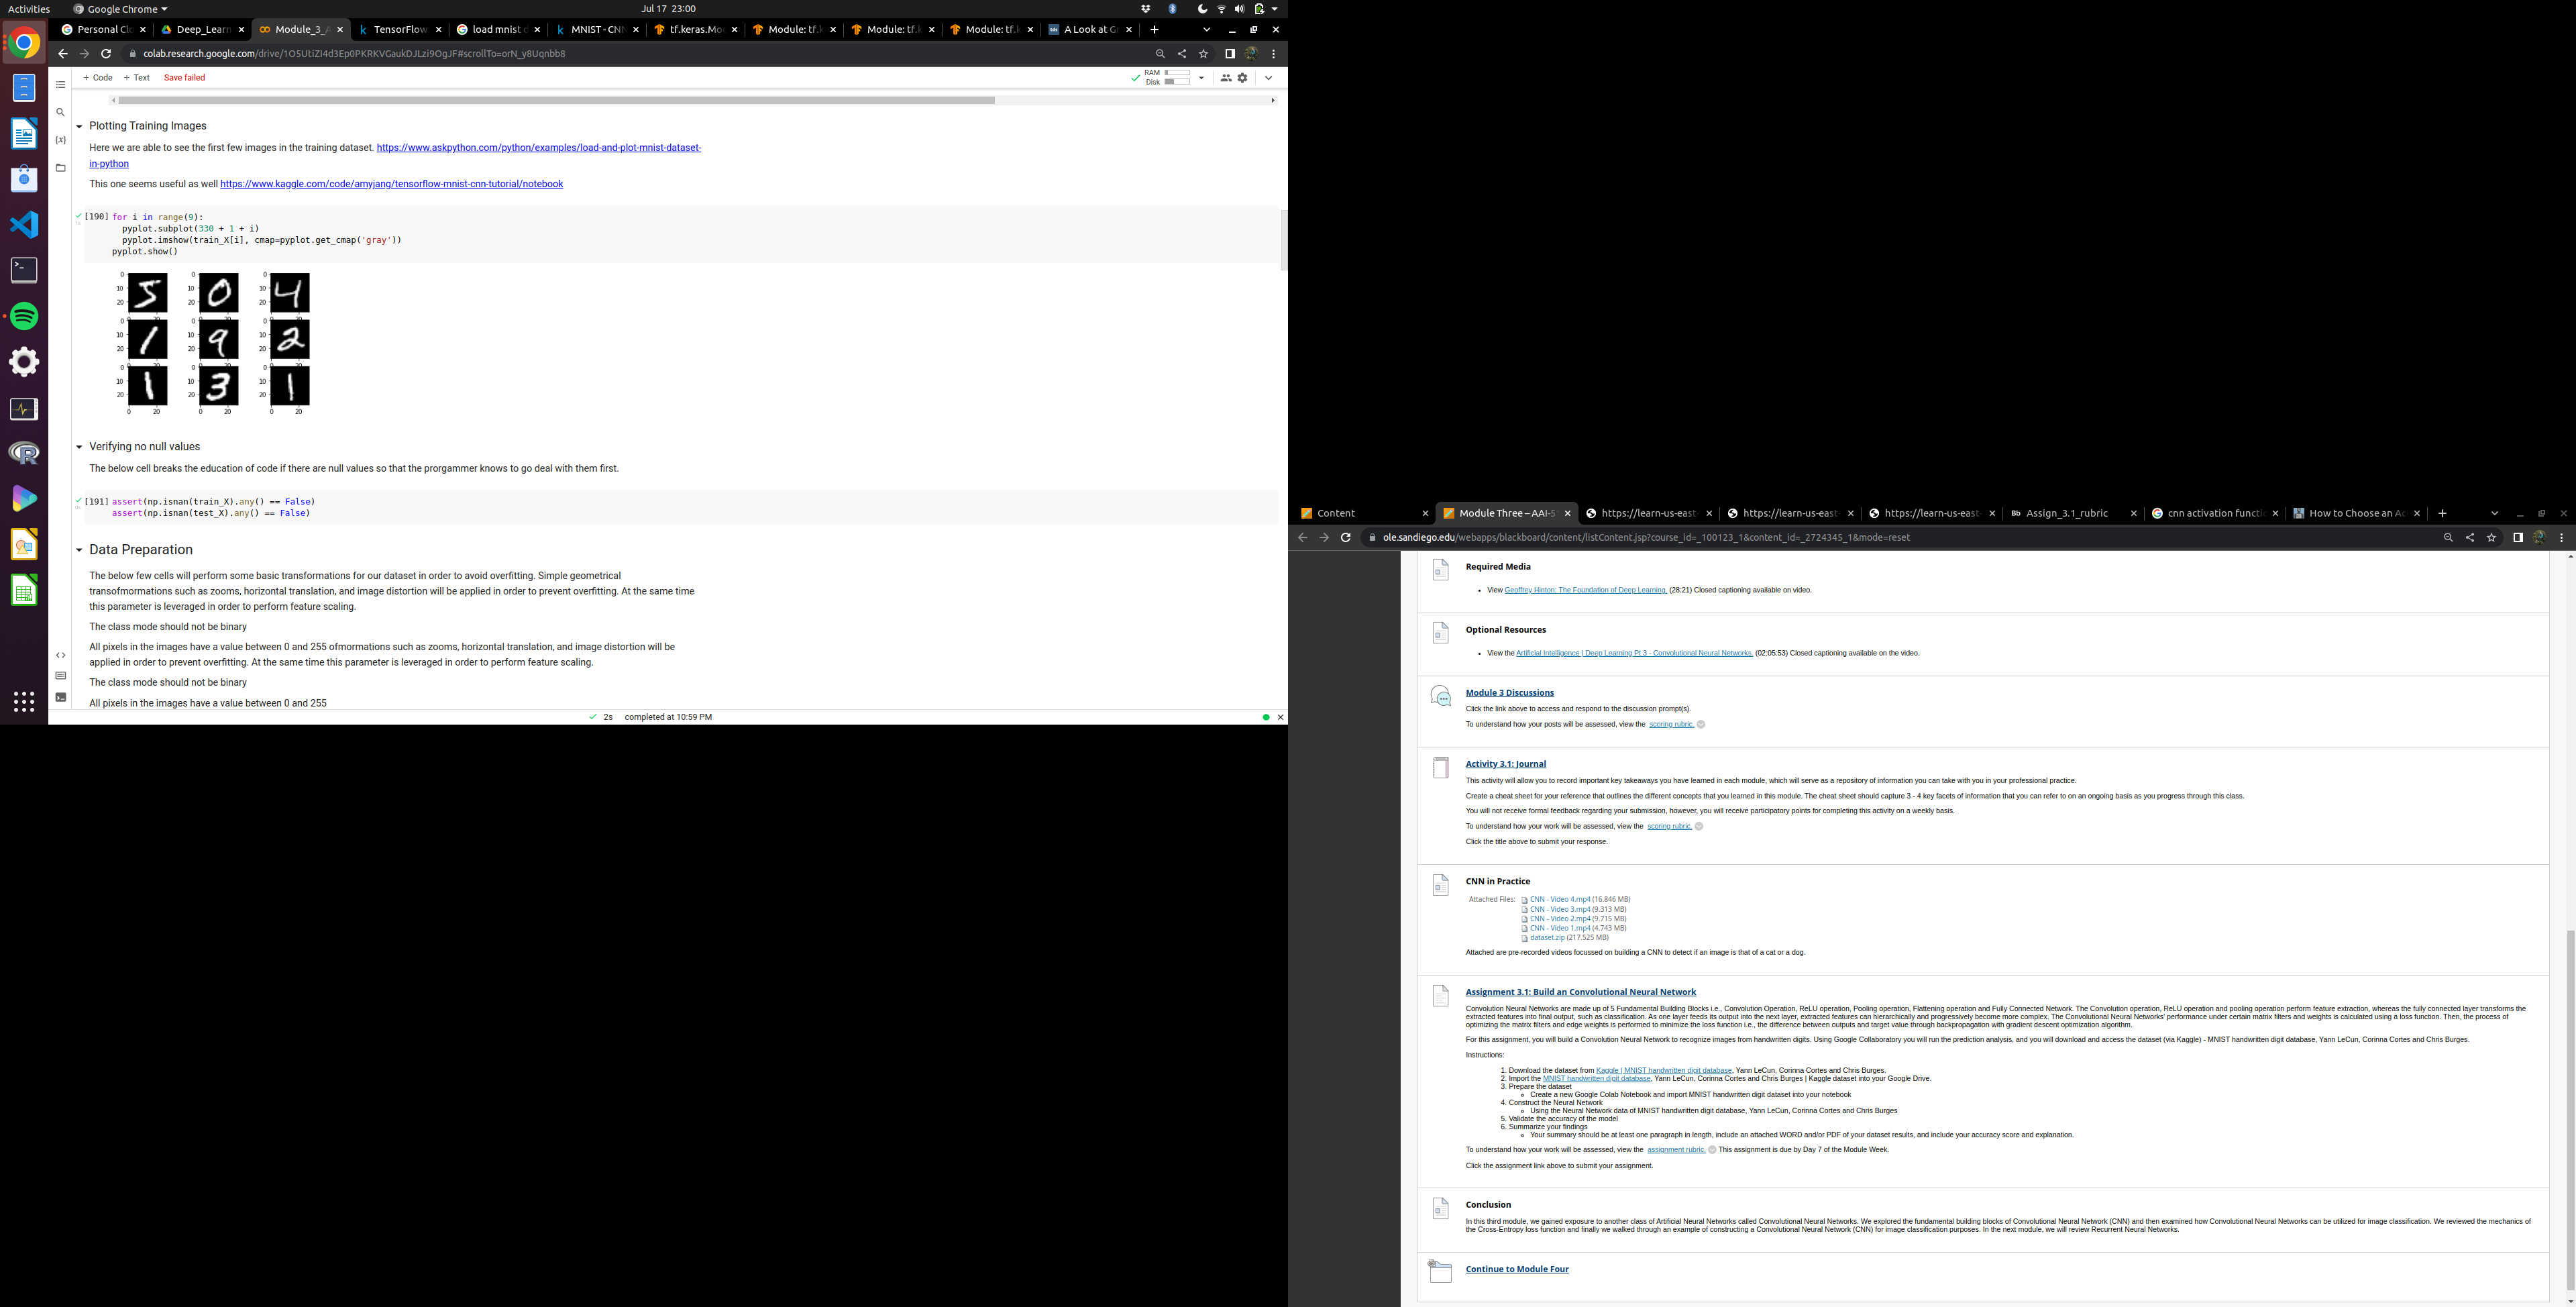 Activities
Google Chrome
Jul 17 23:00
Personal Clo
Deep_Learn
Module_3_A
TensorFlow
load mnist d
MNIST - CNN
tf.keras.Mod
Module: tf.k
Module: tf.k
Module: tf.k
A Look at Gr
colab.research.google.com/drive/1O5UtiZI4d3Ep0PKRKVGaukDJLzi9OgJF#scrollTo=orN_y8Uqnbb8
+ Code + Text Save failed
RAM
Disk
Plotting Training Images
Here we are able to see the first few images in the training dataset. https://www.askpython.com/python/examples/load-and-plot-mnist-dataset-
in-python
This one seems useful as well https://www.kaggle.com/code/amyjang/tensorflow-mnist-cnn-tutorial/notebook
[190] for i in range(9):
pyplot.subplot(330 + 1 + i)
pyplot.imshow(train_X[i], cmap=pyplot.get_cmap('gray'))
pyplot.show()
5 0 4
1 9 2
1 3 1
0 20 0 20 0 20
Verifying no null values
The below cell breaks the education of code if there are null values so that the prorgammer knows to go deal with them first.
[191] assert(np.isnan(train_X).any() == False)
assert(np.isnan(test_X).any() == False)
Data Preparation
The below few cells will perform some basic transformations for our dataset in order to avoid overfitting. Simple geometrical
transofmormations such as zooms, horizontal translation, and image distortion will be applied in order to prevent overfitting. At the same time
this parameter is leveraged in order to perform feature scaling.
The class mode should not be binary
All pixels in the images have a value between 0 and 255 ofmormations such as zooms, horizontal translation, and image distortion will be
applied in order to prevent overfitting. At the same time this parameter is leveraged in order to perform feature scaling.
The class mode should not be binary
All pixels in the images have a value between 0 and 255
2s completed at 10:59 PM
Content
Module Three – AAI-5
https://learn-us-east-
https://learn-us-east-
https://learn-us-east-
Assign_3.1_rubric
cnn activation functi
How to Choose an Ac
ole.sandiego.edu/webapps/blackboard/content/listContent.jsp?course_id=_100123_1&content_id=_2724345_1&mode=reset
Required Media
View Geoffrey Hinton: The Foundation of Deep Learning. (28:21) Closed captioning available on video.
Optional Resources
View the Artificial Intelligence | Deep Learning Pt 3 - Convolutional Neural Networks. (02:05:53) Closed captioning available on the video.
Module 3 Discussions
Click the link above to access and respond to the discussion prompt(s).
To understand how your posts will be assessed, view the scoring rubric.
Activity 3.1: Journal
This activity will allow you to record important key takeaways you have learned in each module, which will serve as a repository of information you can take with you in your professional practice.
Create a cheat sheet for your reference that outlines the different concepts that you learned in this module. The cheat sheet should capture 3 - 4 key facets of information that you can refer to on an ongoing basis as you progress through this class.
You will not receive formal feedback regarding your submission, however, you will receive participatory points for completing this activity on a weekly basis.
To understand how your work will be assessed, view the scoring rubric.
Click the title above to submit your response.
CNN in Practice
Attached Files: CNN - Video 4.mp4 (16.846 MB)
CNN - Video 3.mp4 (9.313 MB)
CNN - Video 2.mp4 (9.715 MB)
CNN - Video 1.mp4 (4.743 MB)
dataset.zip (217.525 MB)
Attached are pre-recorded videos focussed on building a CNN to detect if an image is that of a cat or a dog.
Assignment 3.1: Build an Convolutional Neural Network
Convolution Neural Networks are made up of 5 Fundamental Building Blocks i.e., Convolution Operation, ReLU operation, Pooling operation, Flattening operation and Fully Connected Network. The Convolution operation, ReLU operation and pooling operation perform feature extraction, whereas the fully connected layer transforms the
extracted features into final output, such as classification. As one layer feeds its output into the next layer, extracted features can hierarchically and progressively become more complex. The Convolutional Neural Networks' performance under certain matrix filters and weights is calculated using a loss function. Then, the process of
optimizing the matrix filters and edge weights is performed to minimize the loss function i.e., the difference between outputs and target value through backpropagation with gradient descent optimization algorithm.
For this assignment, you will build a Convolution Neural Network to recognize images from handwritten digits. Using Google Collaboratory you will run the prediction analysis, and you will download and access the dataset (via Kaggle) - MNIST handwritten digit database, Yann LeCun, Corinna Cortes and Chris Burges.
Instructions:
1. Download the dataset from Kaggle | MNIST handwritten digit database, Yann LeCun, Corinna Cortes and Chris Burges.
2. Import the MNIST handwritten digit database, Yann LeCun, Corinna Cortes and Chris Burges | Kaggle dataset into your Google Drive.
3. Prepare the dataset
Create a new Google Colab Notebook and import MNIST handwritten digit dataset into your notebook
4. Construct the Neural Network
Using the Neural Network data of MNIST handwritten digit database, Yann LeCun, Corinna Cortes and Chris Burges
5. Validate the accuracy of the model
6. Summarize your findings
Your summary should be at least one paragraph in length, include an attached WORD and/or PDF of your dataset results, and include your accuracy score and explanation.
To understand how your work will be assessed, view the assignment rubric. This assignment is due by Day 7 of the Module Week.
Click the assignment link above to submit your assignment.
Conclusion
In this third module, we gained exposure to another class of Artificial Neural Networks called Convolutional Neural Networks. We explored the fundamental building blocks of Convolutional Neural Network (CNN) and then examined how Convolutional Neural Networks can be utilized for image classification. We reviewed the mechanics of
the Cross-Entropy loss function and finally we walked through an example of constructing a Convolutional Neural Network (CNN) for image classification purposes. In the next module, we will review Recurrent Neural Networks.
Continue to Module Four